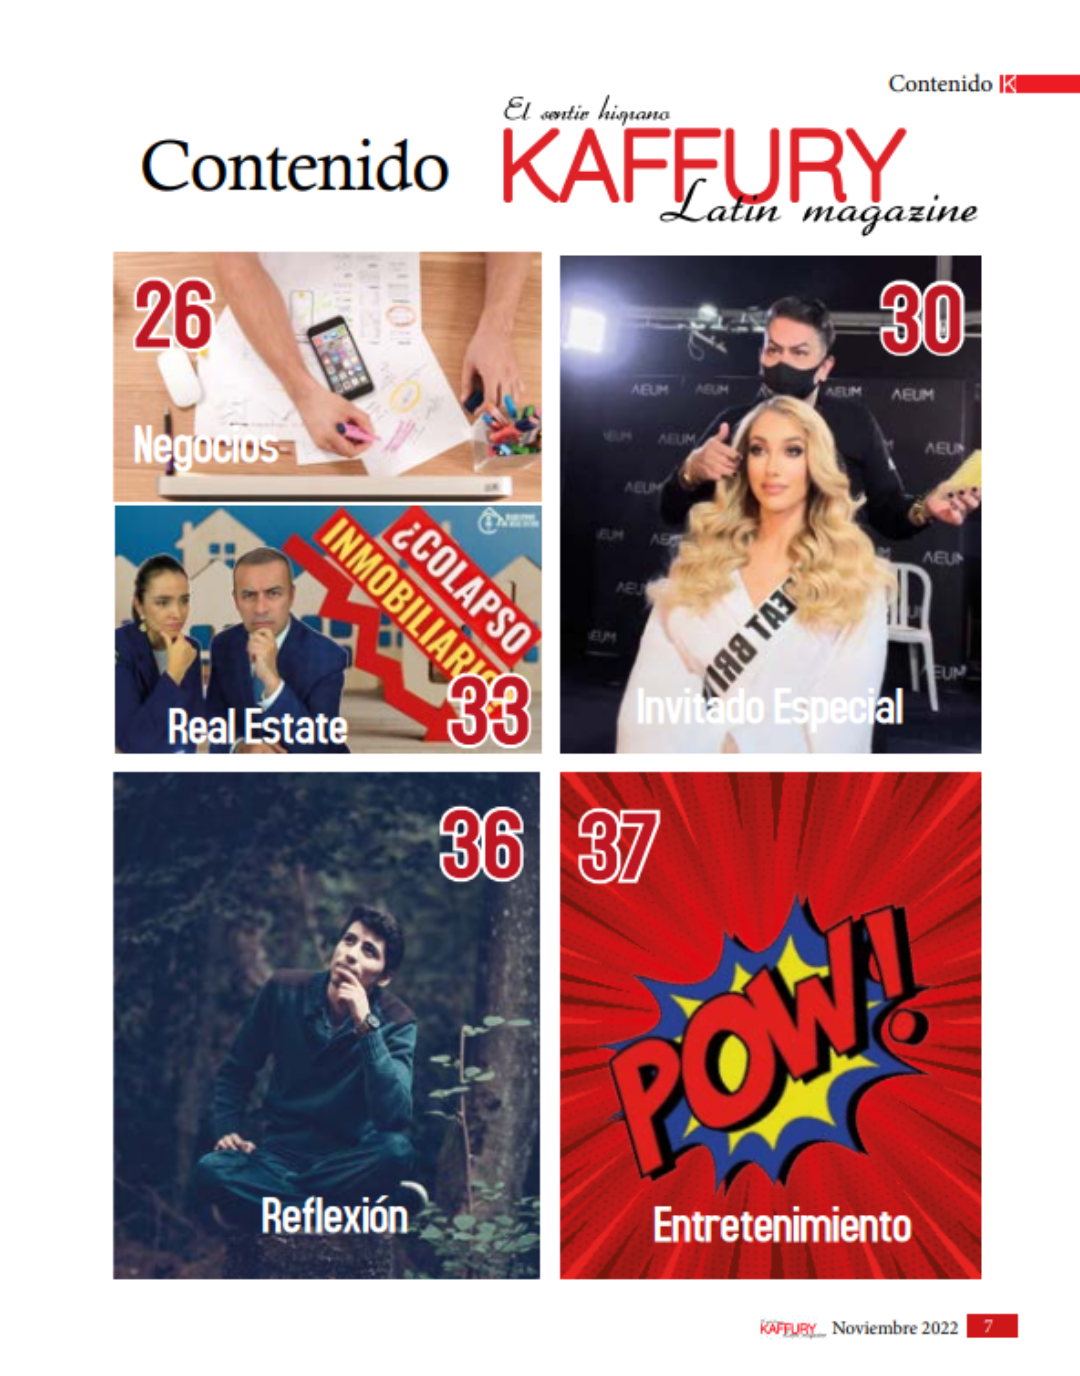 Contenido K
Contenido
El sentir hispano
KAFFURY
Latin magazine
26
Negocios
30
AEUM
AEUM
AEUM
AEUM
GREAT BRIT
Invitado Especial
¿COLAPSO
INMOBILIARIO
33
Real Estate
36
Reflexión
37
POW!
Entretenimiento
KAFFURY Noviembre 2022 7